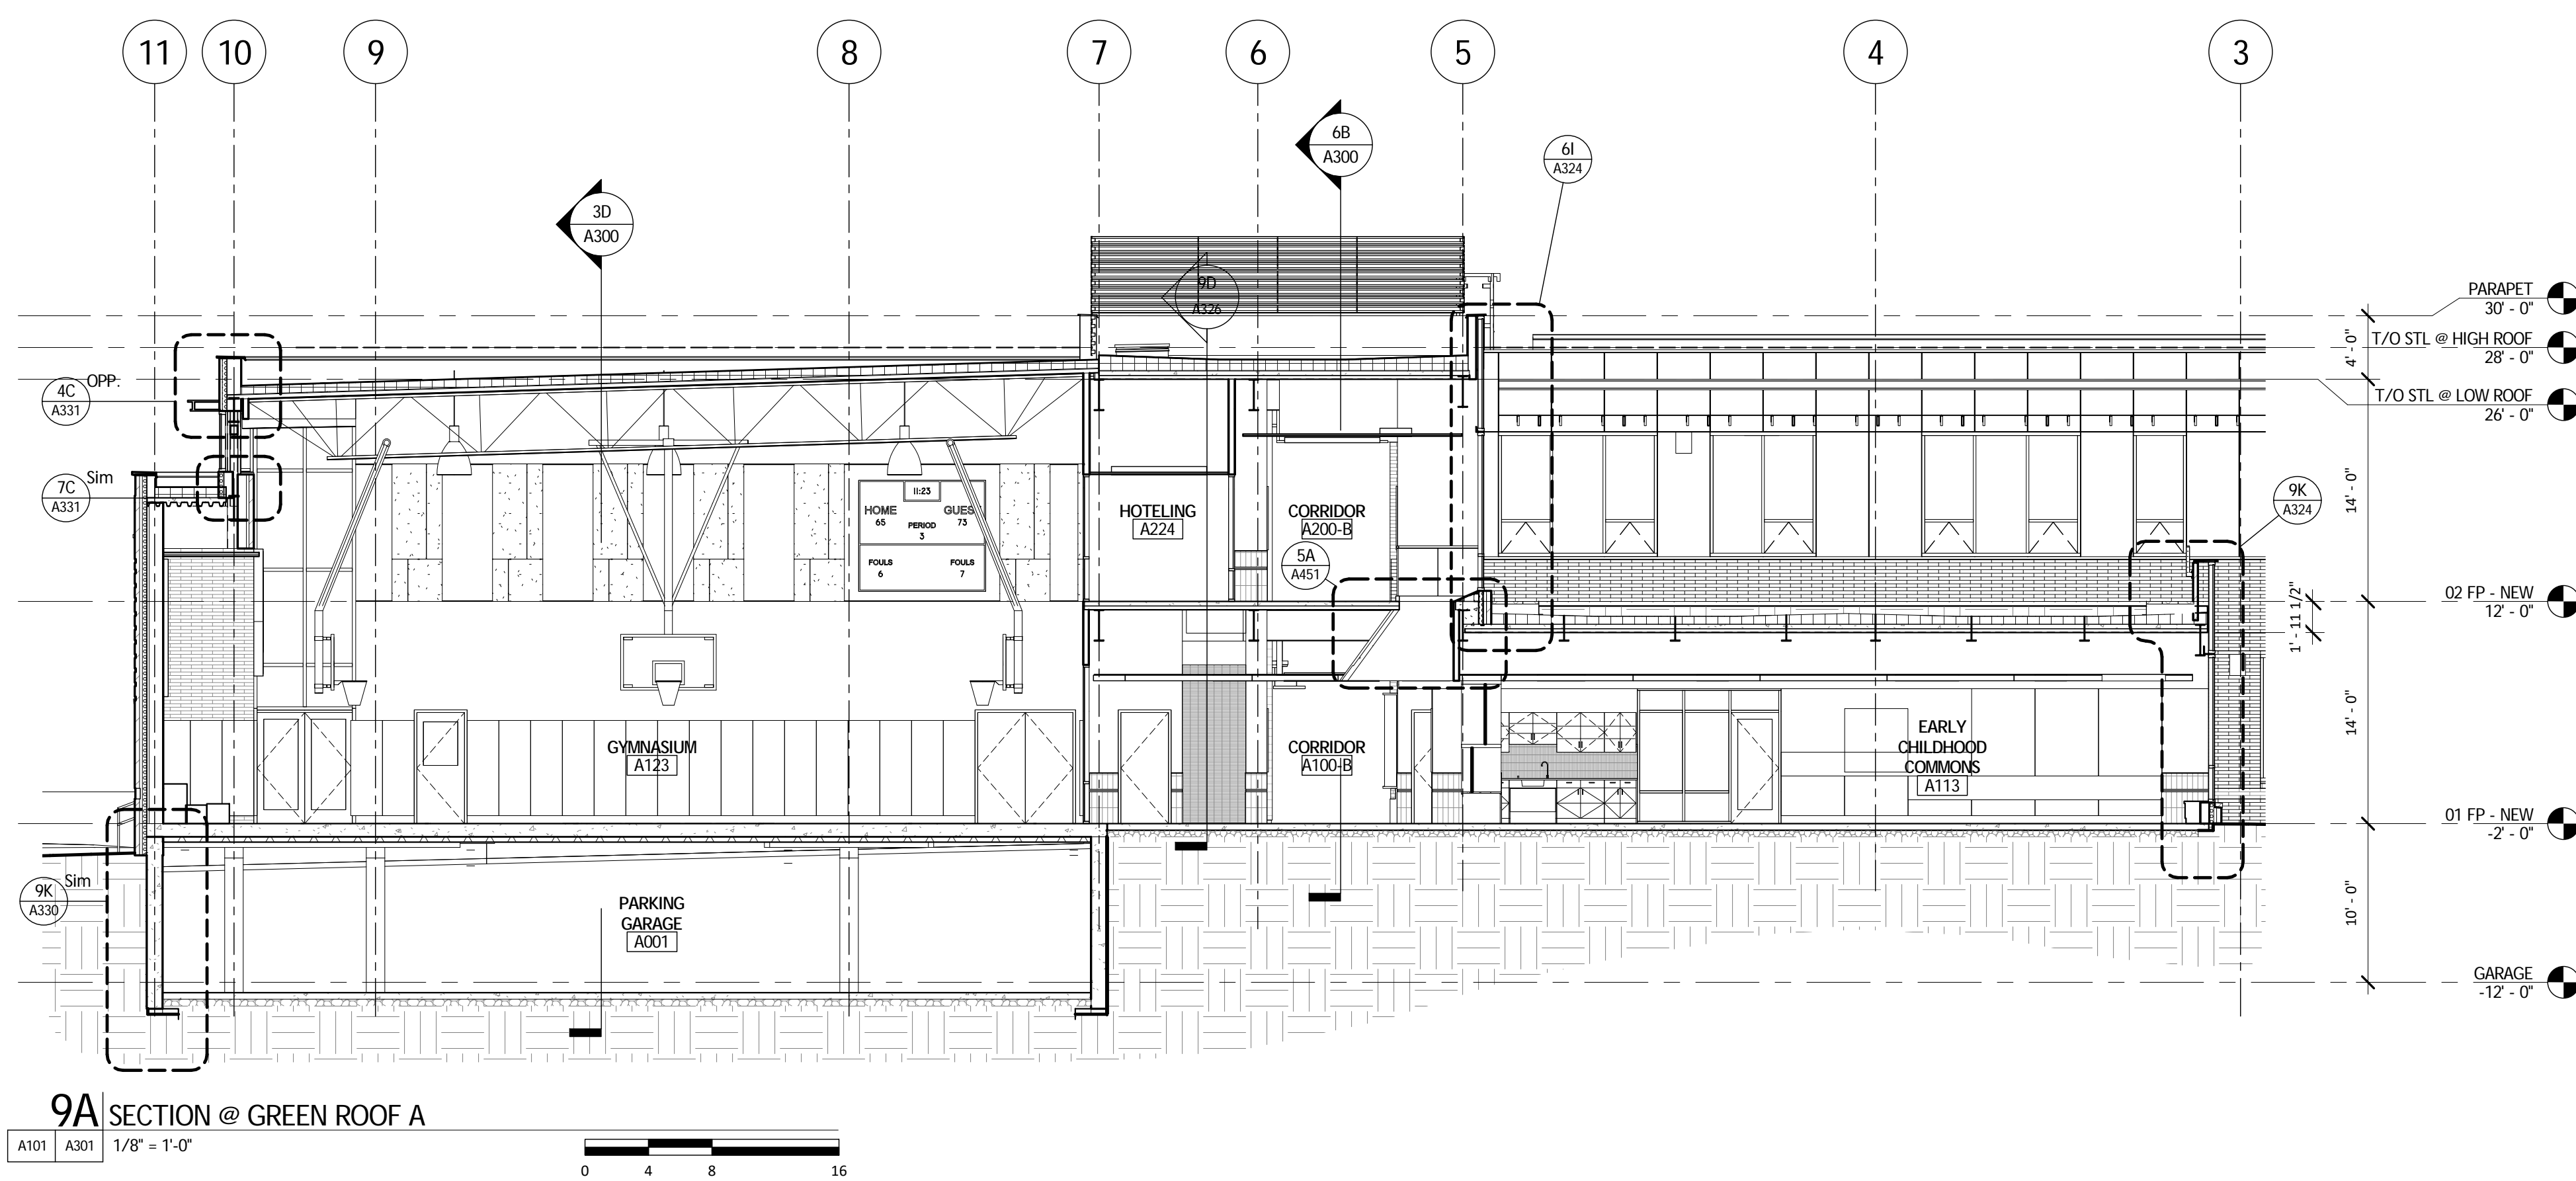 11 10 9 8 7 6 5 4 3
6B
A300
6I
A324
3D
A300
9D
A326
PARAPET
30' - 0"
T/O STL @ HIGH ROOF
28' - 0"
4' - 0"
T/O STL @ LOW ROOF
26' - 0"
OPP.
4C
A331
Sim
7C
A331
11:23
HOME
65
GUES
73
PERIOD
3
FOULS
6
FOULS
7
HOTELING
A224
CORRIDOR
A200-B
5A
A451
14' - 0"
9K
A324
02 FP - NEW
12' - 0"
1' - 11 1/2"
14' - 0"
GYMNASIUM
A123
CORRIDOR
A100-B
EARLY
CHILDHOOD
COMMONS
A113
01 FP - NEW
-2' - 0"
Sim
9K
A330
PARKING
GARAGE
A001
10' - 0"
GARAGE
-12' - 0"
9A SECTION @ GREEN ROOF A
A101 A301 1/8" = 1'-0"
0 4 8 16